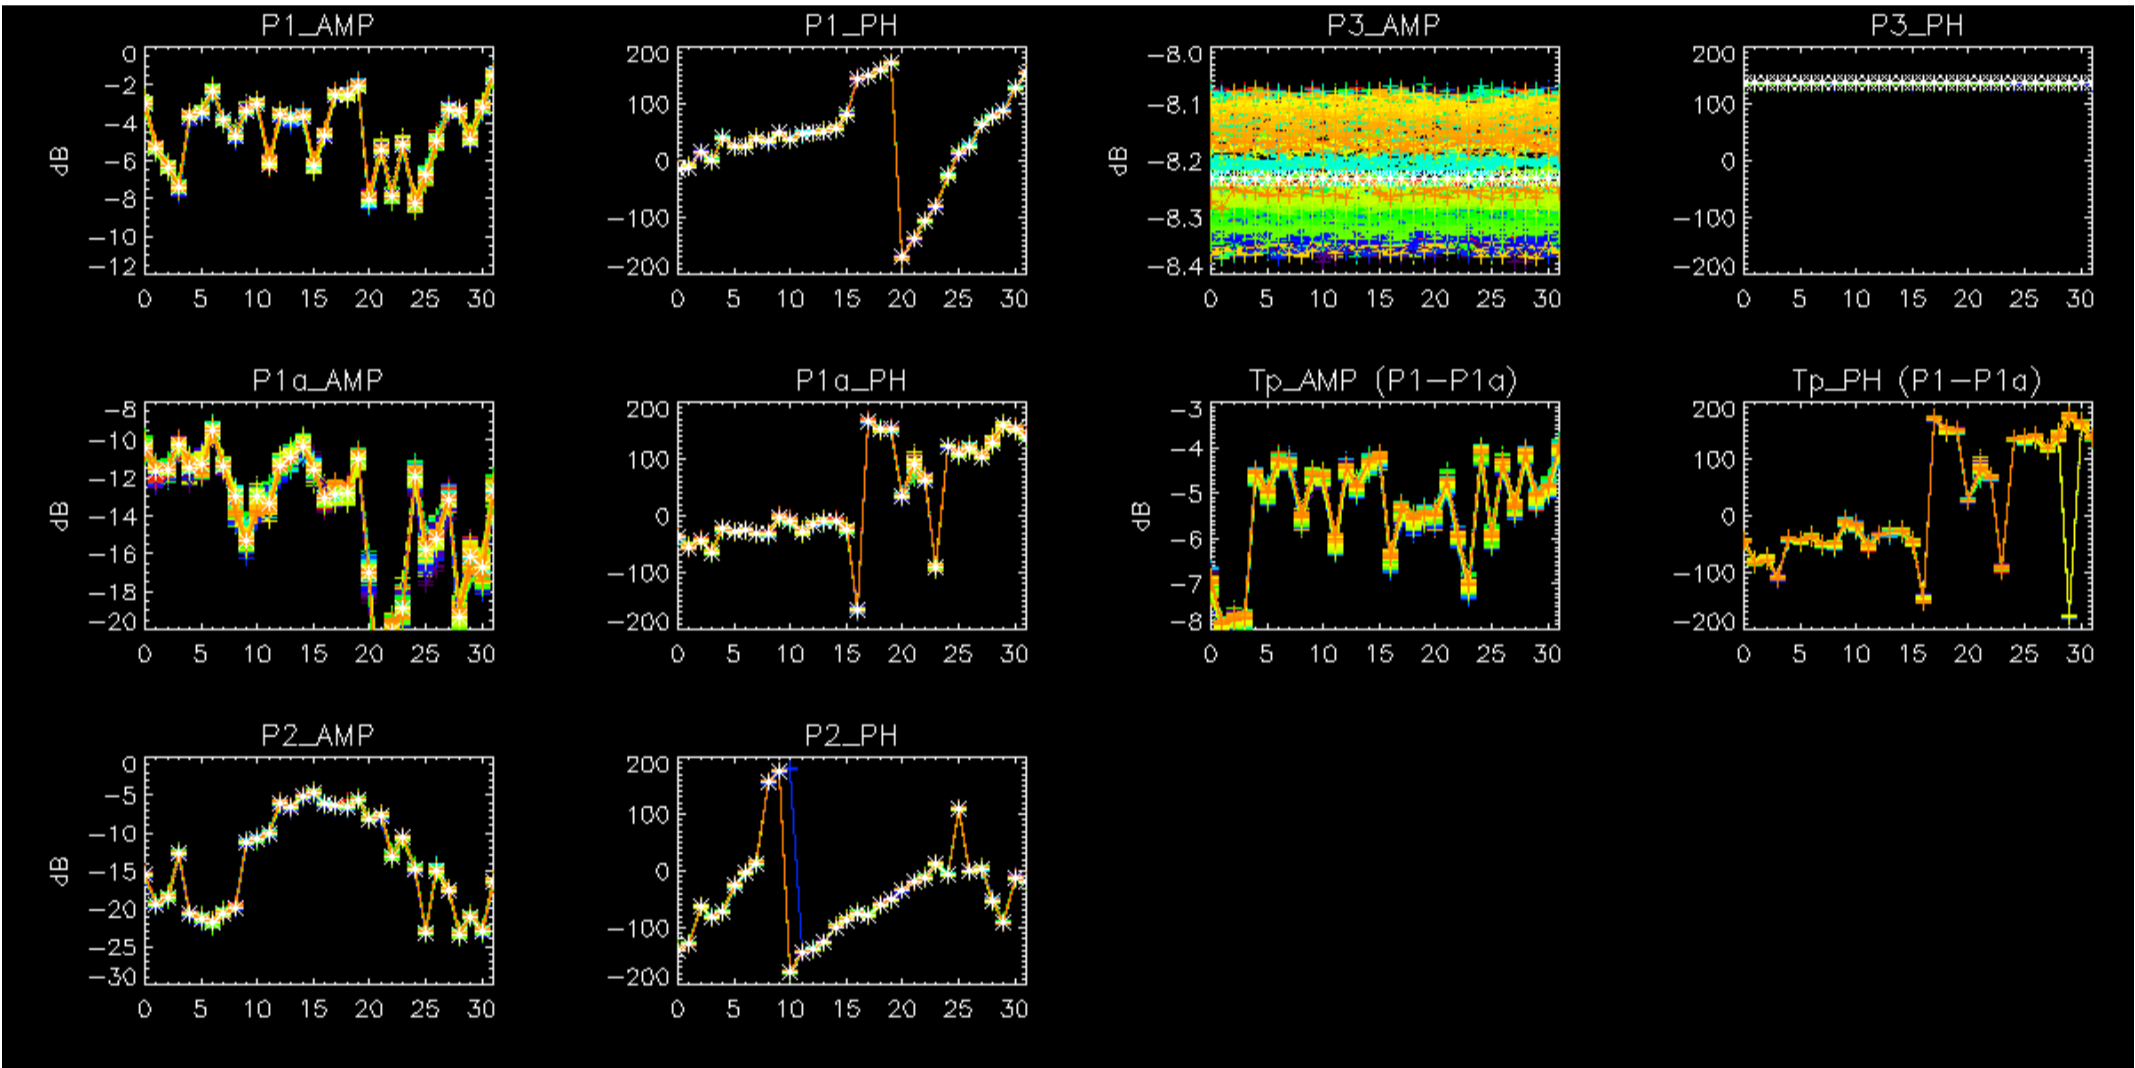 P1_AMP
P1_PH
P3_AMP
P3_PH
0
-2
-4
-6
-8
-10
-12
dB
0 5 10 15 20 25 30
200
100
0
-100
-200
0 5 10 15 20 25 30
-8.0
-8.1
-8.2
-8.3
-8.4
dB
0 5 10 15 20 25 30
200
100
0
-100
-200
0 5 10 15 20 25 30
P1a_AMP
P1a_PH
Tp_AMP (P1-P1a)
Tp_PH (P1-P1a)
-8
-10
-12
-14
-16
-18
-20
dB
0 5 10 15 20 25 30
200
100
0
-100
-200
0 5 10 15 20 25 30
-3
-4
-5
-6
-7
-8
dB
0 5 10 15 20 25 30
200
100
0
-100
-200
0 5 10 15 20 25 30
P2_AMP
P2_PH
0
-5
-10
-15
-20
-25
-30
dB
0 5 10 15 20 25 30
200
100
0
-100
-200
0 5 10 15 20 25 30